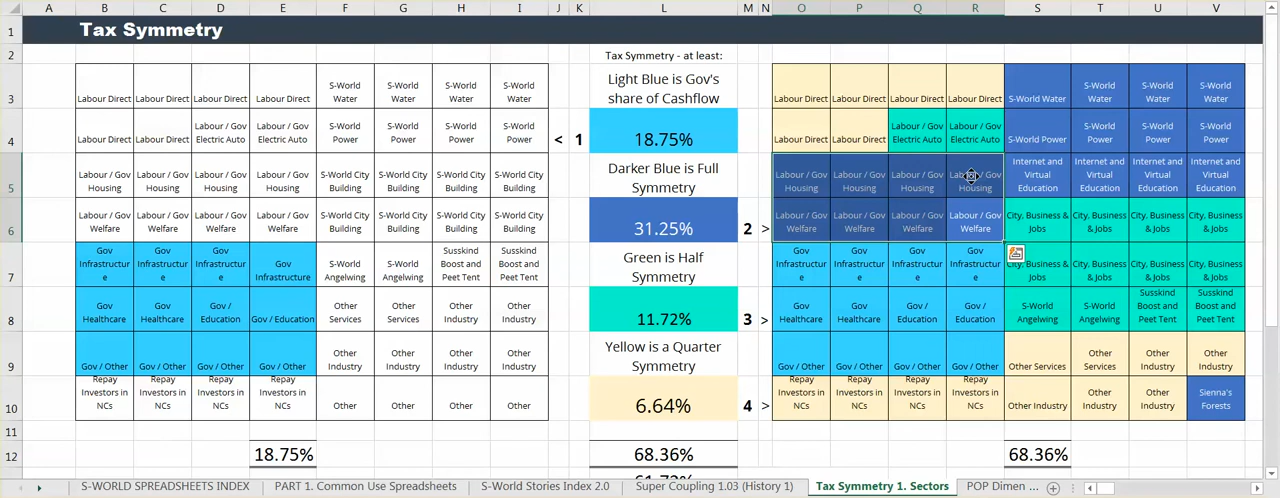 A B C D E F G H I J K L M N O P Q R S T U V
1 Tax Symmetry
2 Tax Symmetry - at least:
3 Labour Direct Labour Direct Labour Direct Labour Direct S-World Water S-World Water S-World Water S-World Water Light Blue is Gov's share of Cashflow Labour Direct Labour Direct Labour Direct Labour Direct S-World Water S-World Water S-World Water S-World Water
4 Labour Direct Labour Direct Labour / Gov Electric Auto Labour / Gov Electric Auto S-World Power S-World Power S-World Power S-World Power < 1 18.75% Labour Direct Labour Direct Labour / Gov Electric Auto Labour / Gov Electric Auto S-World Power S-World Power S-World Power S-World Power
5 Labour / Gov Housing Labour / Gov Housing Labour / Gov Housing Labour / Gov Housing S-World City Building S-World City Building S-World City Building S-World City Building Darker Blue is Full Symmetry Labour / Gov Housing Labour / Gov Housing Labour / Gov Housing Labour / Gov Housing Internet and Virtual Education Internet and Virtual Education Internet and Virtual Education Internet and Virtual Education
6 Labour / Gov Welfare Labour / Gov Welfare Labour / Gov Welfare Labour / Gov Welfare S-World City Building S-World City Building S-World City Building S-World City Building 31.25% 2 > Labour / Gov Welfare Labour / Gov Welfare Labour / Gov Welfare Labour / Gov Welfare City, Business & Jobs City, Business & Jobs City, Business & Jobs City, Business & Jobs
7 Gov Infrastructure Gov Infrastructure Gov Infrastructure Gov Infrastructure S-World Angelwing S-World Angelwing Susskind Boost and Peet Tent Susskind Boost and Peet Tent Green is Half Symmetry Gov Infrastructure Gov Infrastructure Gov Infrastructure Gov Infrastructure City, Business & Jobs City, Business & Jobs City, Business & Jobs City, Business & Jobs
8 Gov Healthcare Gov Healthcare Gov / Education Gov / Education Other Services Other Services Other Industry Other Industry 11.72% 3 > Gov Healthcare Gov Healthcare Gov / Education Gov / Education S-World Angelwing S-World Angelwing Susskind Boost and Peet Tent Susskind Boost and Peet Tent
9 Gov / Other Gov / Other Gov / Other Gov / Other Other Industry Other Industry Other Industry Other Industry Yellow is a Quarter Symmetry Gov / Other Gov / Other Gov / Other Gov / Other Other Services Other Services Other Industry Other Industry
10 Repay Investors in NCs Repay Investors in NCs Repay Investors in NCs Repay Investors in NCs Other Other Other Other 6.64% 4 > Repay Investors in NCs Repay Investors in NCs Repay Investors in NCs Repay Investors in NCs Other Industry Other Industry Other Industry Sienna's Forests
11
12 18.75% 68.36% 68.36%
S-WORLD SPREADSHEETS INDEX PART 1. Common Use Spreadsheets S-World Stories Index 2.0 Super Coupling 1.03 (History 1) Tax Symmetry 1. Sectors POP Dimen ...